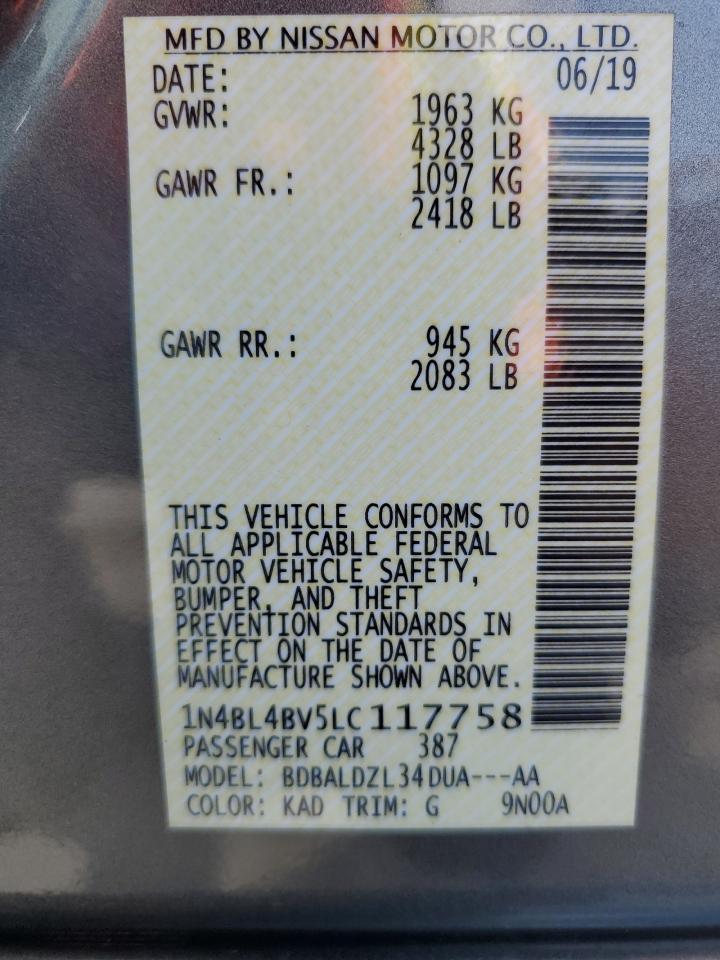 MFD BY NISSAN MOTOR CO., LTD.
DATE: 06/19
GVWR: 1963 KG
4328 LB
GAWR FR.: 1097 KG
2418 LB
GAWR RR.: 945 KG
2083 LB
THIS VEHICLE CONFORMS TO
ALL APPLICABLE FEDERAL
MOTOR VEHICLE SAFETY,
BUMPER, AND THEFT
PREVENTION STANDARDS IN
EFFECT ON THE DATE OF
MANUFACTURE SHOWN ABOVE.
1N4BL4BV5LC117758
PASSENGER CAR 387
MODEL: BDBALDZL34DUA---AA
COLOR: KAD TRIM: G 9N00A